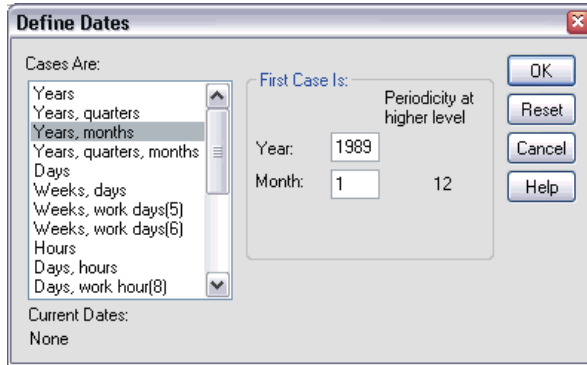 Define Dates
Cases Are:
Years
Years, quarters
Years, months
Years, quarters, months
Days
Weeks, days
Weeks, work days(5)
Weeks, work days(6)
Hours
Days, hours
Days, work hour(8)
Current Dates:
None
First Case Is:
Periodicity at
higher level
Year: 1989
Month: 1 12
OK
Reset
Cancel
Help